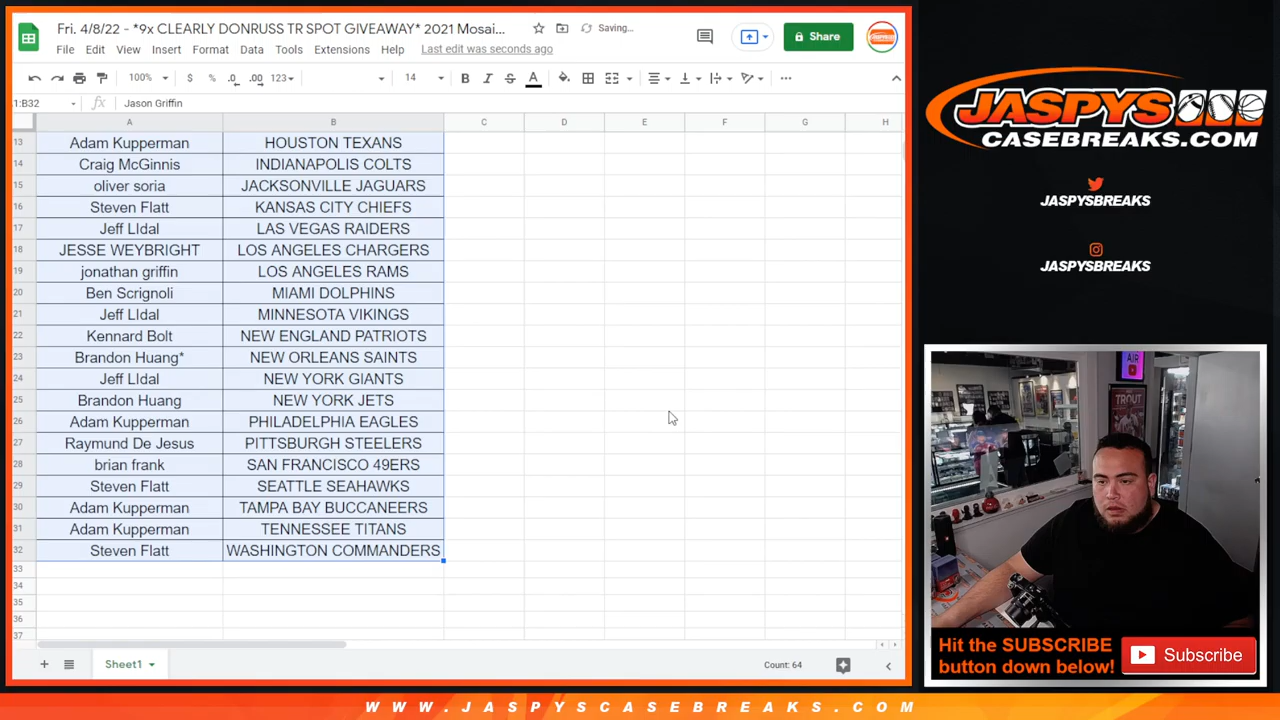 Fri. 4/8/22 - *9x CLEARLY DONRUSS TR SPOT GIVEAWAY* 2021 Mosai...
Saving...
Share
File Edit View Insert Format Data Tools Extensions Help Last edit was seconds ago
100% $ % .0 .00 123 14 B I S A
1:B32 fx Jason Griffin
A B C D E F G H
13 Adam Kupperman HOUSTON TEXANS
14 Craig McGinnis INDIANAPOLIS COLTS
15 oliver soria JACKSONVILLE JAGUARS
16 Steven Flatt KANSAS CITY CHIEFS
17 Jeff LIdal LAS VEGAS RAIDERS
18 JESSE WEYBRIGHT LOS ANGELES CHARGERS
19 jonathan griffin LOS ANGELES RAMS
20 Ben Scrignoli MIAMI DOLPHINS
21 Jeff LIdal MINNESOTA VIKINGS
22 Kennard Bolt NEW ENGLAND PATRIOTS
23 Brandon Huang* NEW ORLEANS SAINTS
24 Jeff LIdal NEW YORK GIANTS
25 Brandon Huang NEW YORK JETS
26 Adam Kupperman PHILADELPHIA EAGLES
27 Raymund De Jesus PITTSBURGH STEELERS
28 brian frank SAN FRANCISCO 49ERS
29 Steven Flatt SEATTLE SEAHAWKS
30 Adam Kupperman TAMPA BAY BUCCANEERS
31 Adam Kupperman TENNESSEE TITANS
32 Steven Flatt WASHINGTON COMMANDERS
33
34
35
36
37
Sheet1
Count: 64
JASPYS
CASEBREAKS.COM
JASPYSBREAKS
JASPYSBREAKS
AIR
TROUT
Hit the SUBSCRIBE
button down below!
Subscribe
WWW.JASPYSCASEBREAKS.COM